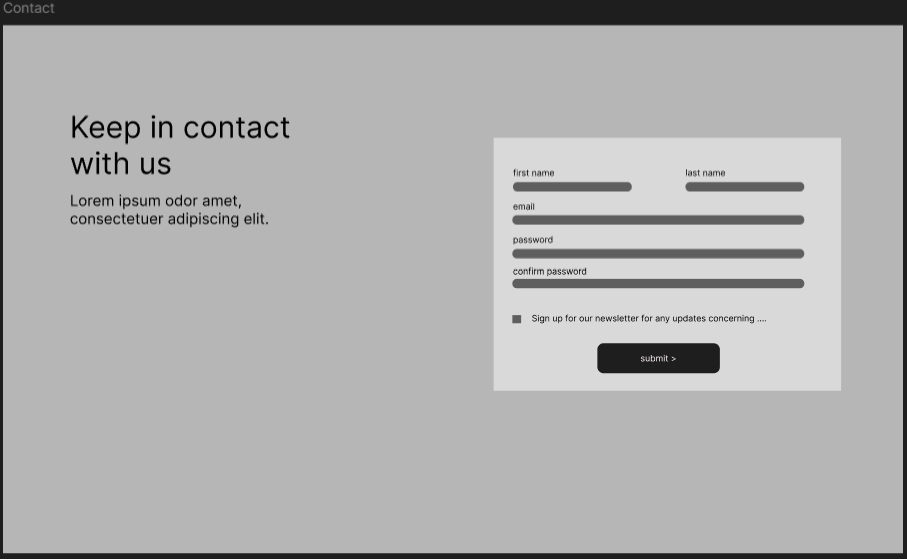 Contact
Keep in contact
with us
Lorem ipsum odor amet,
consectetuer adipiscing elit.
first name
last name
email
password
confirm password
Sign up for our newsletter for any updates concerning ....
submit >